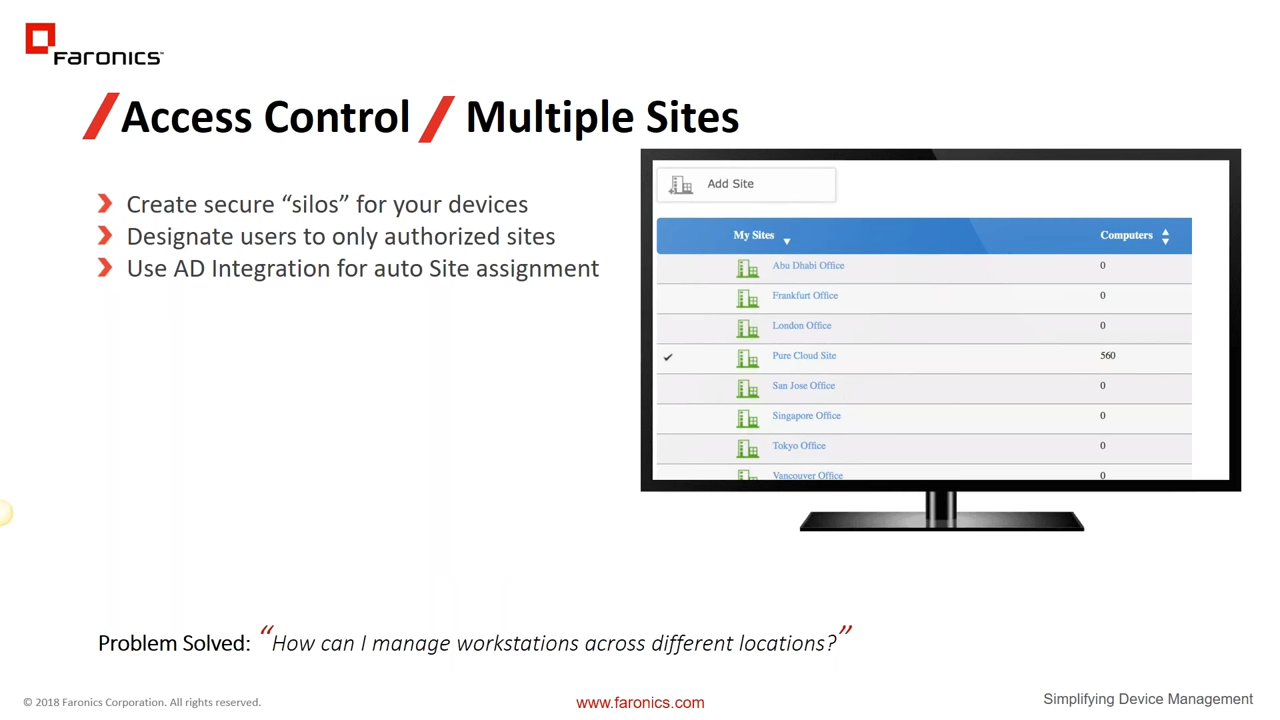 FARONICS™
Access Control / Multiple Sites
Create secure “silos” for your devices
Designate users to only authorized sites
Use AD Integration for auto Site assignment
Add Site
My Sites Computers
Abu Dhabi Office 0
Frankfurt Office 0
London Office 0
Pure Cloud Site 560
San Jose Office 0
Singapore Office 0
Tokyo Office 0
Vancouver Office 0
Problem Solved: “How can I manage workstations across different locations?”
© 2018 Faronics Corporation. All rights reserved.
www.faronics.com
Simplifying Device Management